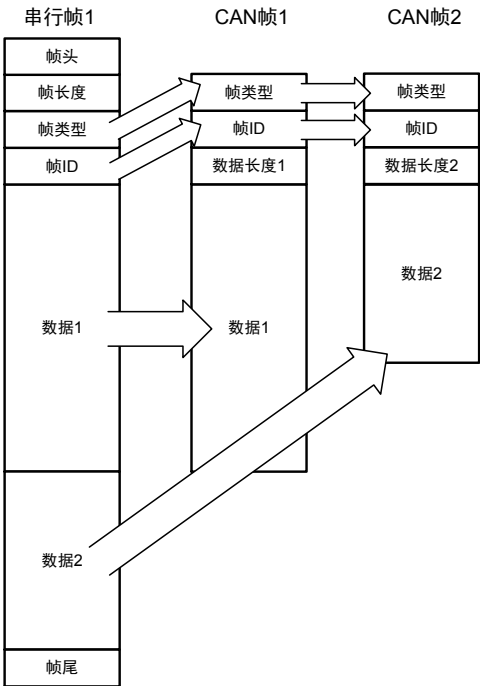 串行帧1
CAN帧1
CAN帧2
帧头
帧长度
帧类型
帧ID
数据1
数据2
帧尾
帧类型
帧ID
数据长度1
数据1
帧类型
帧ID
数据长度2
数据2